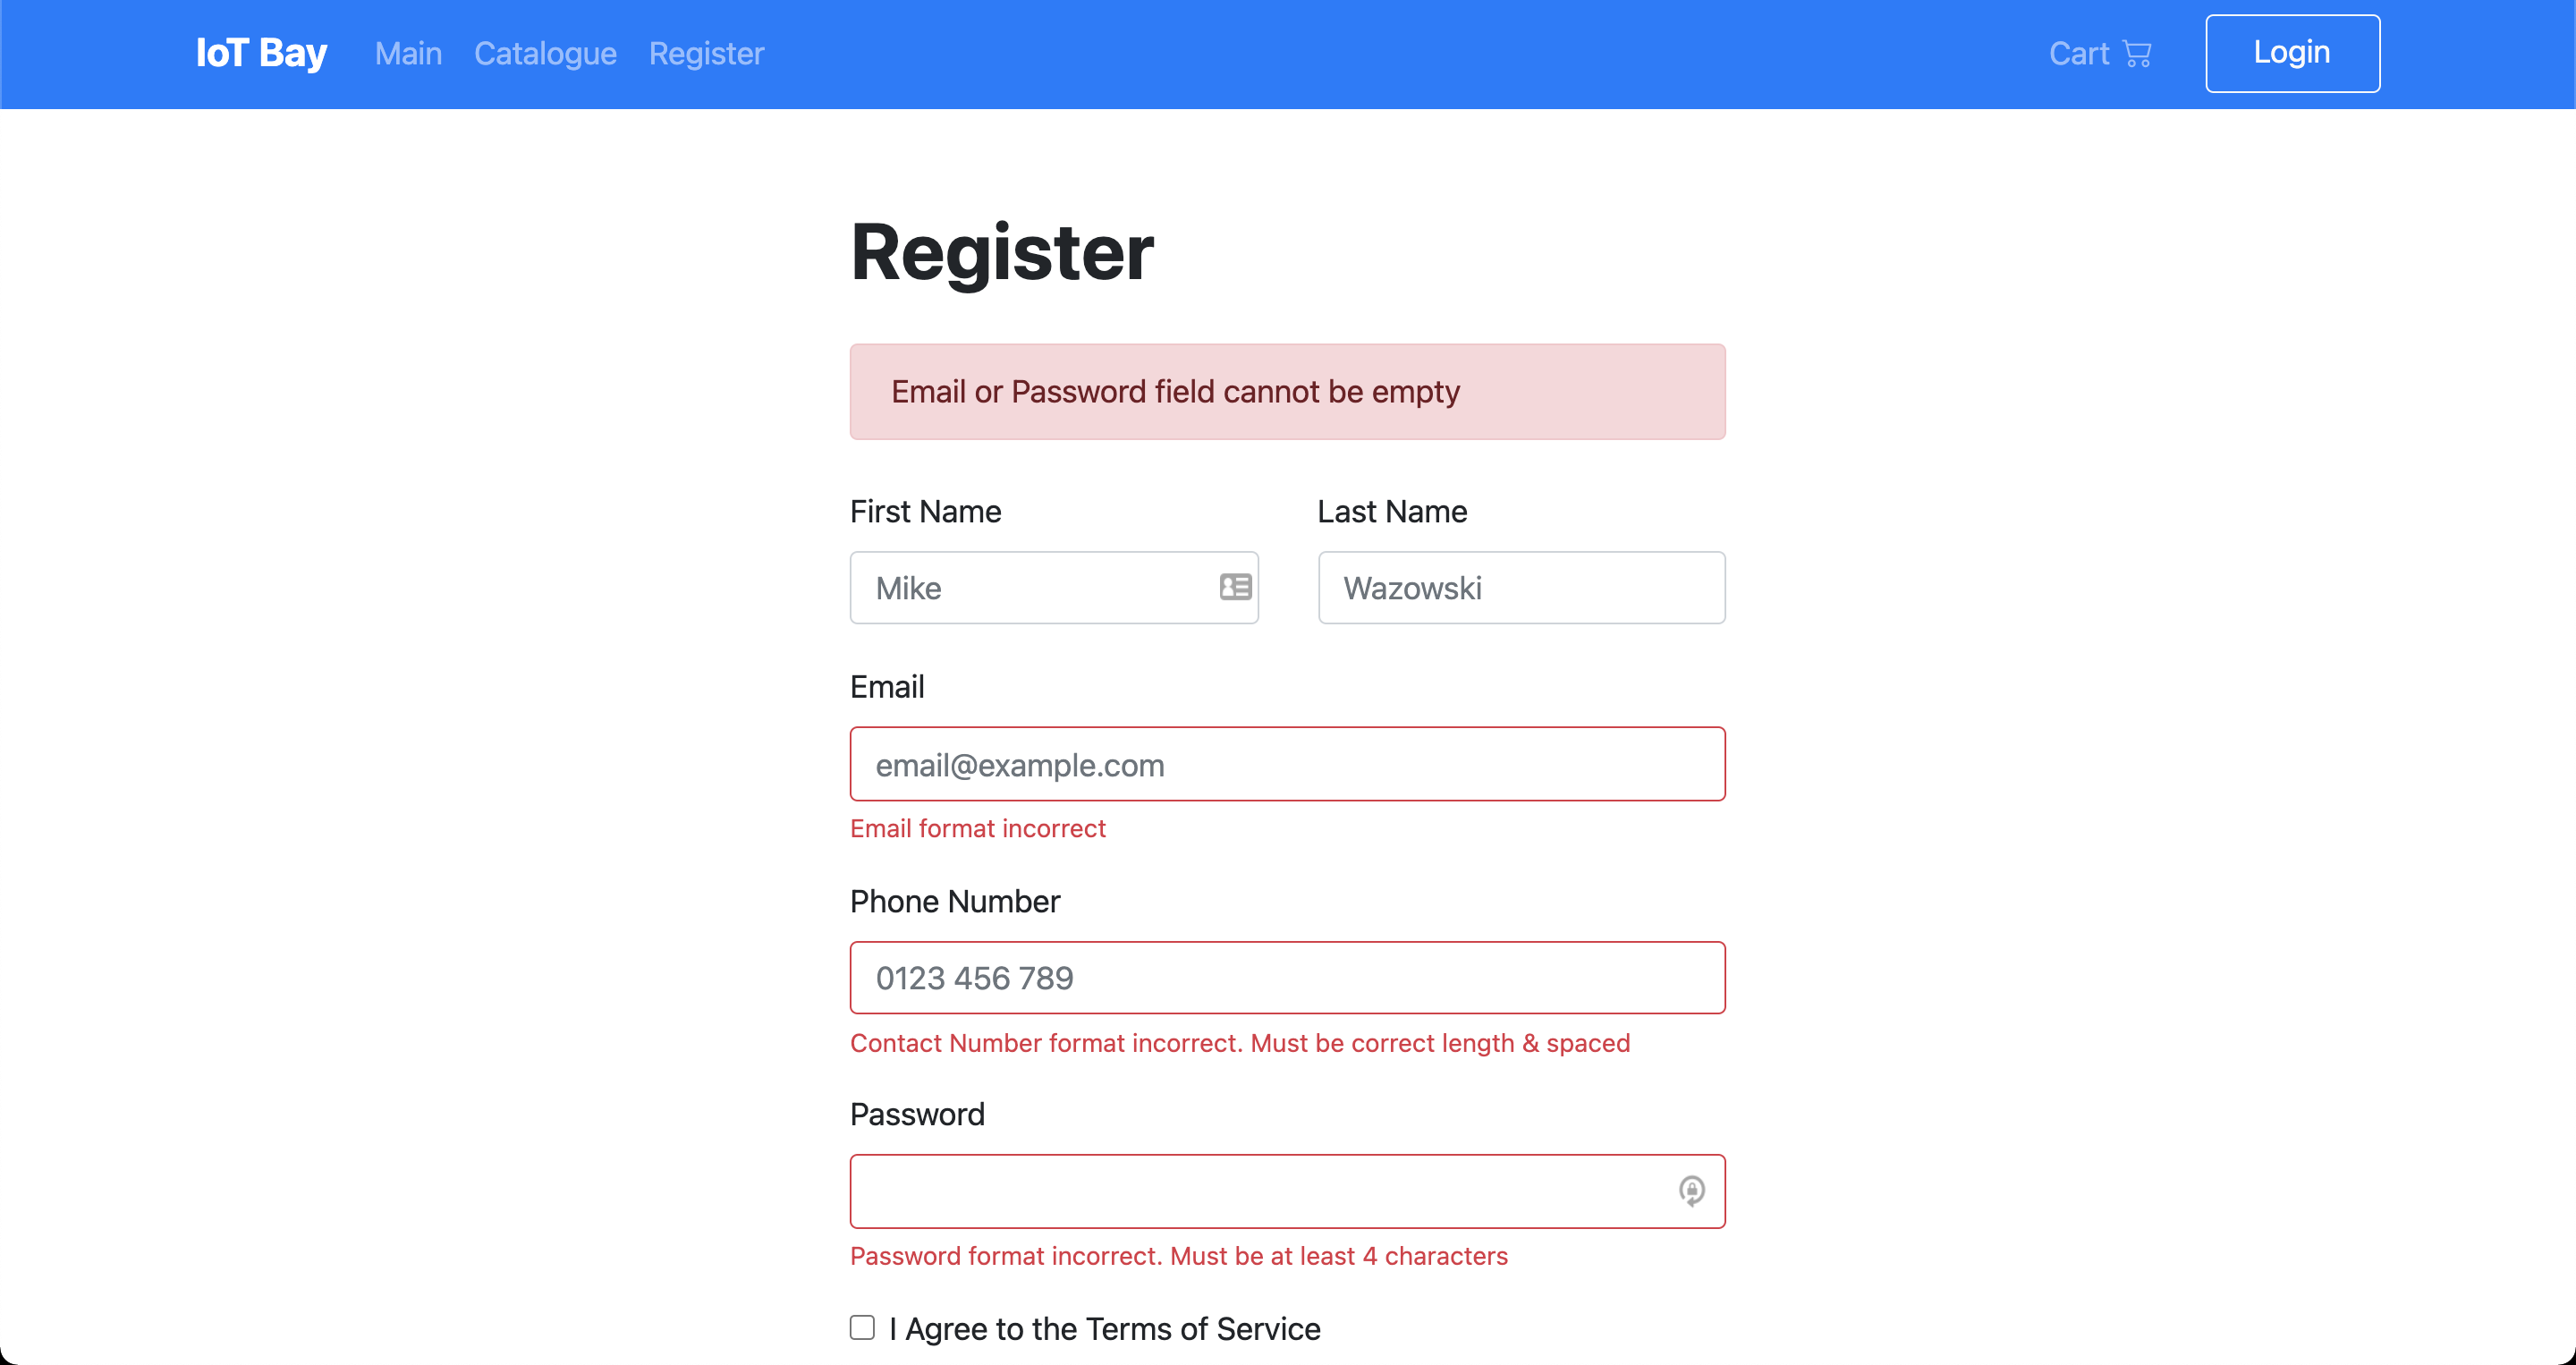 IoT Bay Main Catalogue Register Cart Login
Register
Email or Password field cannot be empty
First Name Last Name
Mike Wazowski
Email
email@example.com
Email format incorrect
Phone Number
0123 456 789
Contact Number format incorrect. Must be correct length & spaced
Password
Password format incorrect. Must be at least 4 characters
I Agree to the Terms of Service